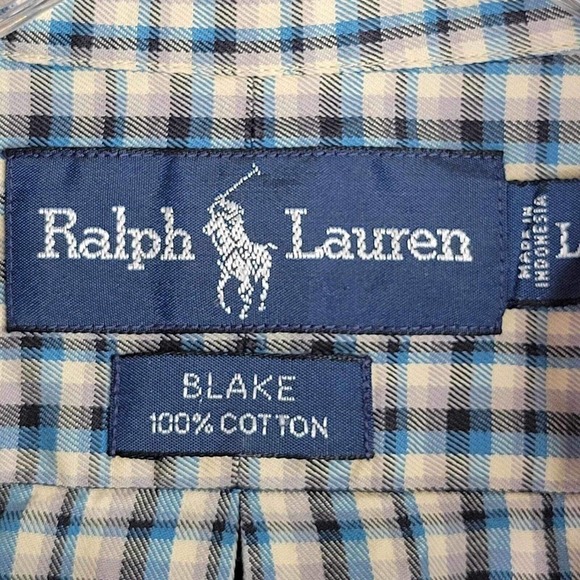 Ralph Lauren
MADE IN
INDONESIA
L
BLAKE
100% COTTON